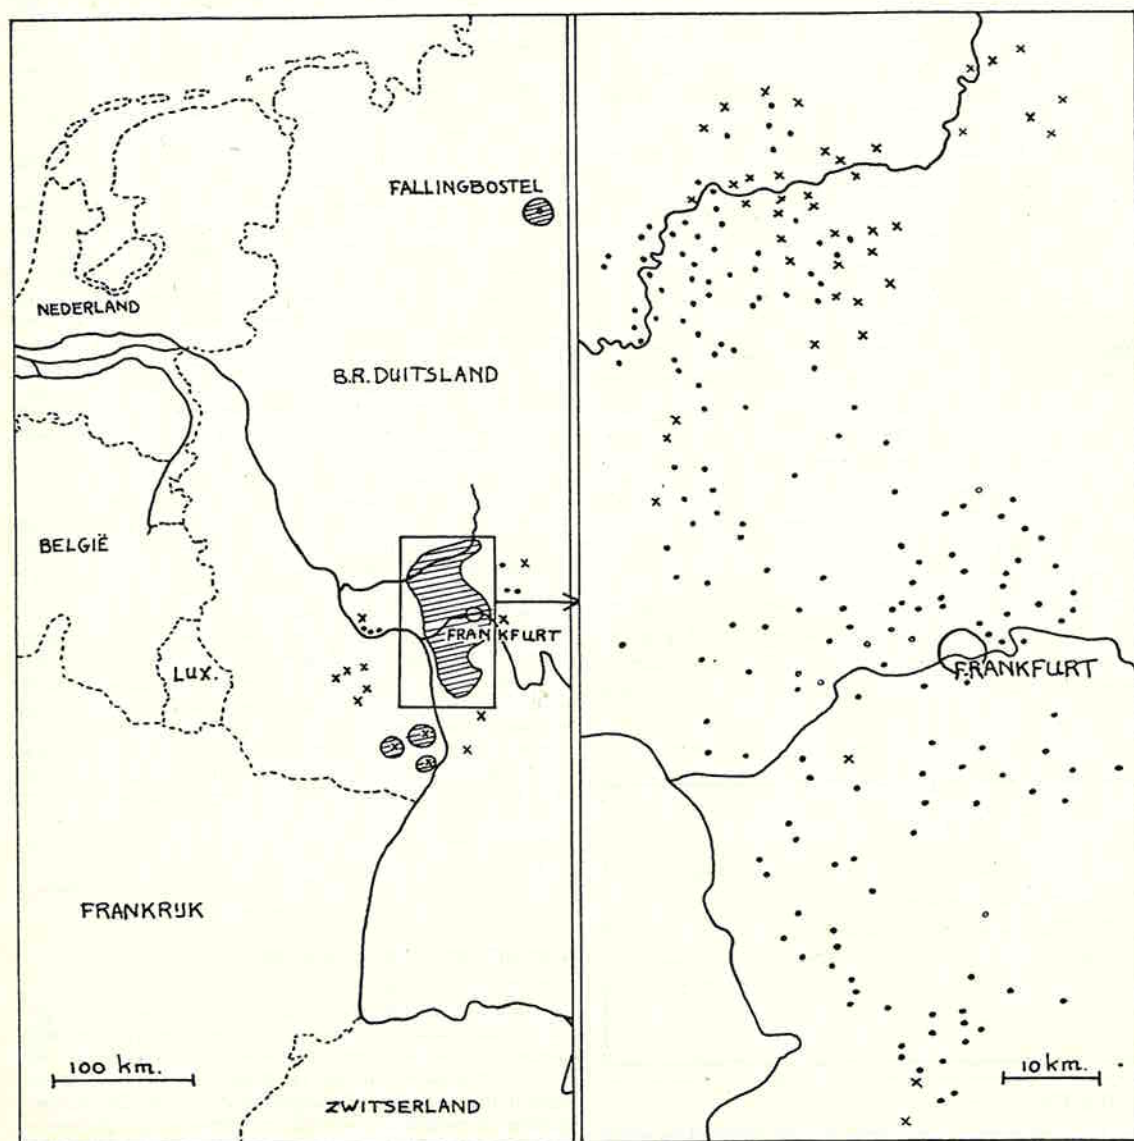 FALLINGBOSTEL
NEDERLAND
B.R. DUITSLAND
BELGIË
FRANKFURT
LUX.
FRANKRIJK
100 km.
ZWITSERLAND
FRANKFURT
10 km.